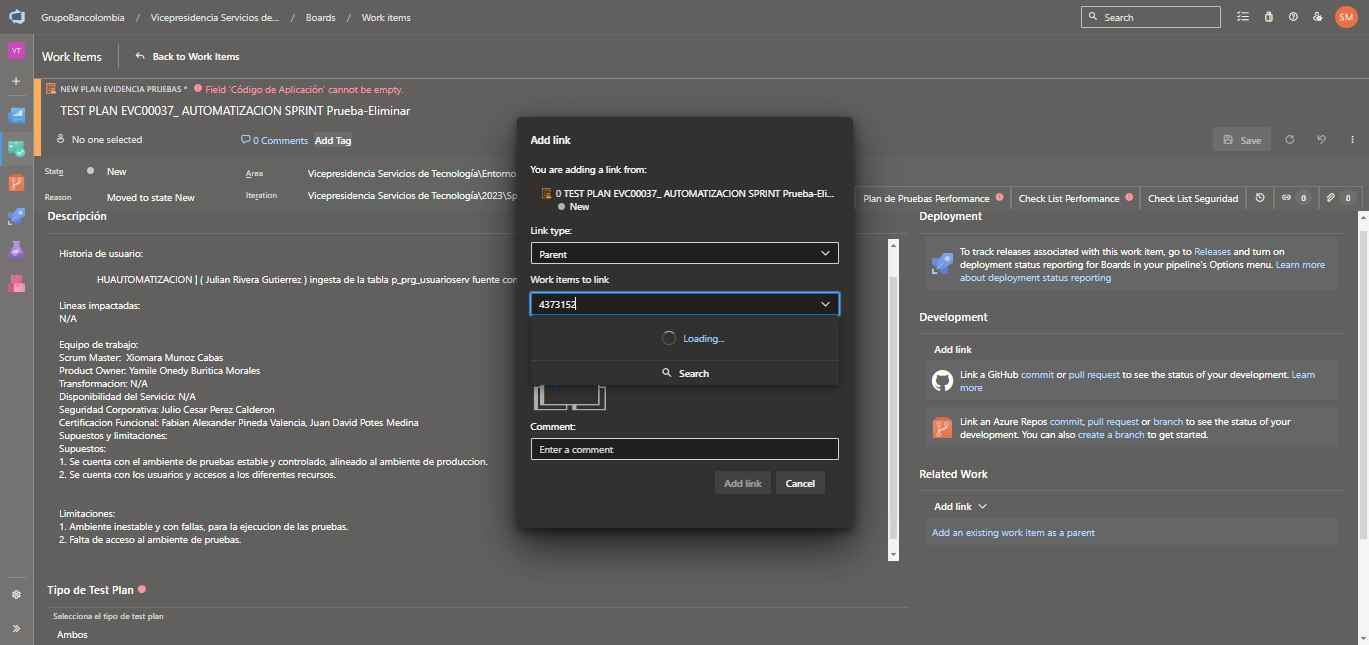 GrupoBancolombia / Vicepresidencia Servicios de... / Boards / Work items
Search
SM
VT
Work Items
Back to Work Items
NEW PLAN EVIDENCIA PRUEBAS * Field 'Código de Aplicación' cannot be empty.
TEST PLAN EVC00037_ AUTOMATIZACION SPRINT Prueba-Eliminar
No one selected
0 Comments
Add Tag
Save
State
New
Area
Vicepresidencia Servicios de Tecnología\Entorno
Reason
Moved to state New
Iteration
Vicepresidencia Servicios de Tecnología\2023\Sp
Plan de Pruebas Performance
Check List Performance
Check List Seguridad
0
0
Descripción
Historia de usuario:
HUAUTOMATIZACION | ( Julian Rivera Gutierrez ) ingesta de la tabla p_prg_usuarioserv fuente con
Lineas impactadas:
N/A
Equipo de trabajo:
Scrum Master: Xiomara Munoz Cabas
Product Owner: Yamile Onedy Buritica Morales
Transformacion: N/A
Disponibilidad del Servicio: N/A
Seguridad Corporativa: Julio Cesar Perez Calderon
Certificacion Funcional: Fabian Alexander Pineda Valencia, Juan David Potes Medina
Supuestos y limitaciones:
Supuestos:
1. Se cuenta con el ambiente de pruebas estable y controlado, alineado al ambiente de produccion.
2. Se cuenta con los usuarios y accesos a los diferentes recursos.
Limitaciones:
1. Ambiente inestable y con fallas, para la ejecucion de las pruebas.
2. Falta de acceso al ambiente de pruebas.
Tipo de Test Plan
Selecciona el tipo de test plan
Ambos
Add link
You are adding a link from:
0 TEST PLAN EVC00037_ AUTOMATIZACION SPRINT Prueba-Eli...
New
Link type:
Parent
Work items to link
4373152
Loading...
Search
Comment:
Enter a comment
Add link
Cancel
Deployment
To track releases associated with this work item, go to Releases and turn on
deployment status reporting for Boards in your pipeline's Options menu. Learn more
about deployment status reporting
Development
Add link
Link a GitHub commit or pull request to see the status of your development. Learn
more
Link an Azure Repos commit, pull request or branch to see the status of your
development. You can also create a branch to get started.
Related Work
Add link
Add an existing work item as a parent